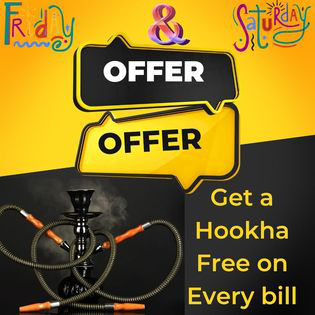 Friday & Saturday
OFFER
OFFER
Get a
Hookha
Free on
Every bill